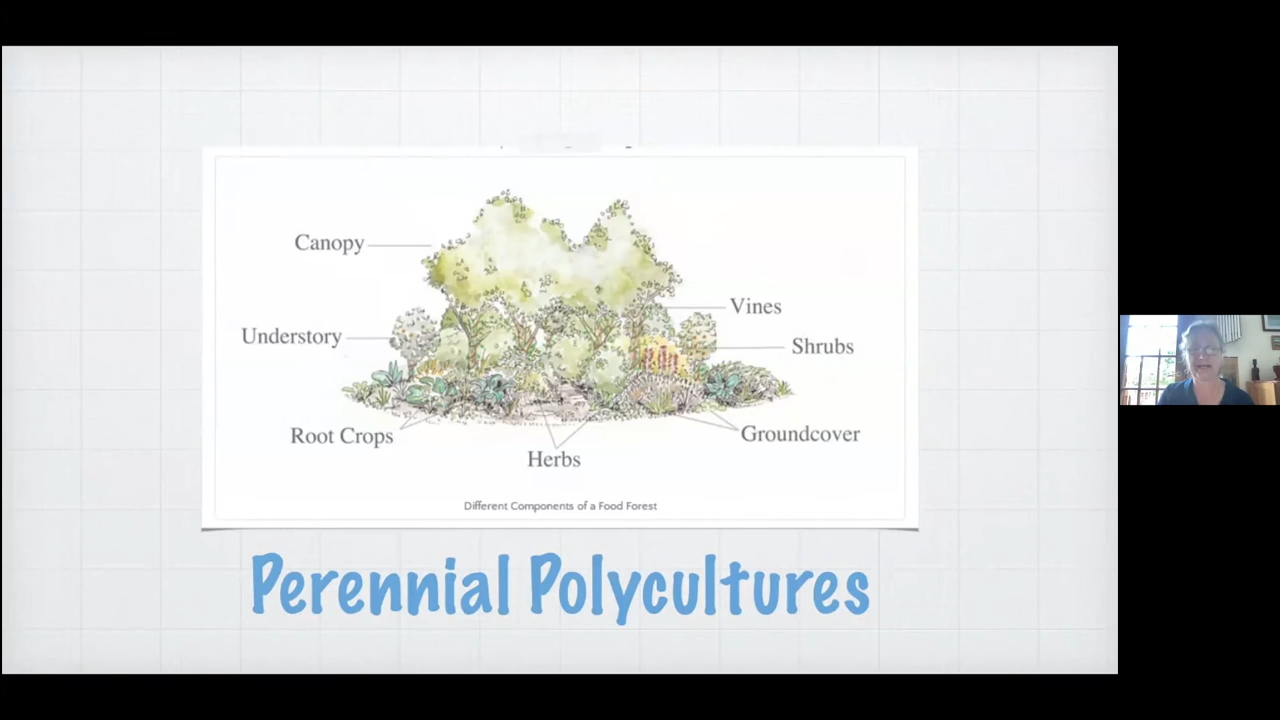 Canopy
Vines
Understory
Shrubs
Root Crops
Groundcover
Herbs
Different Components of a Food Forest
Perennial Polycultures